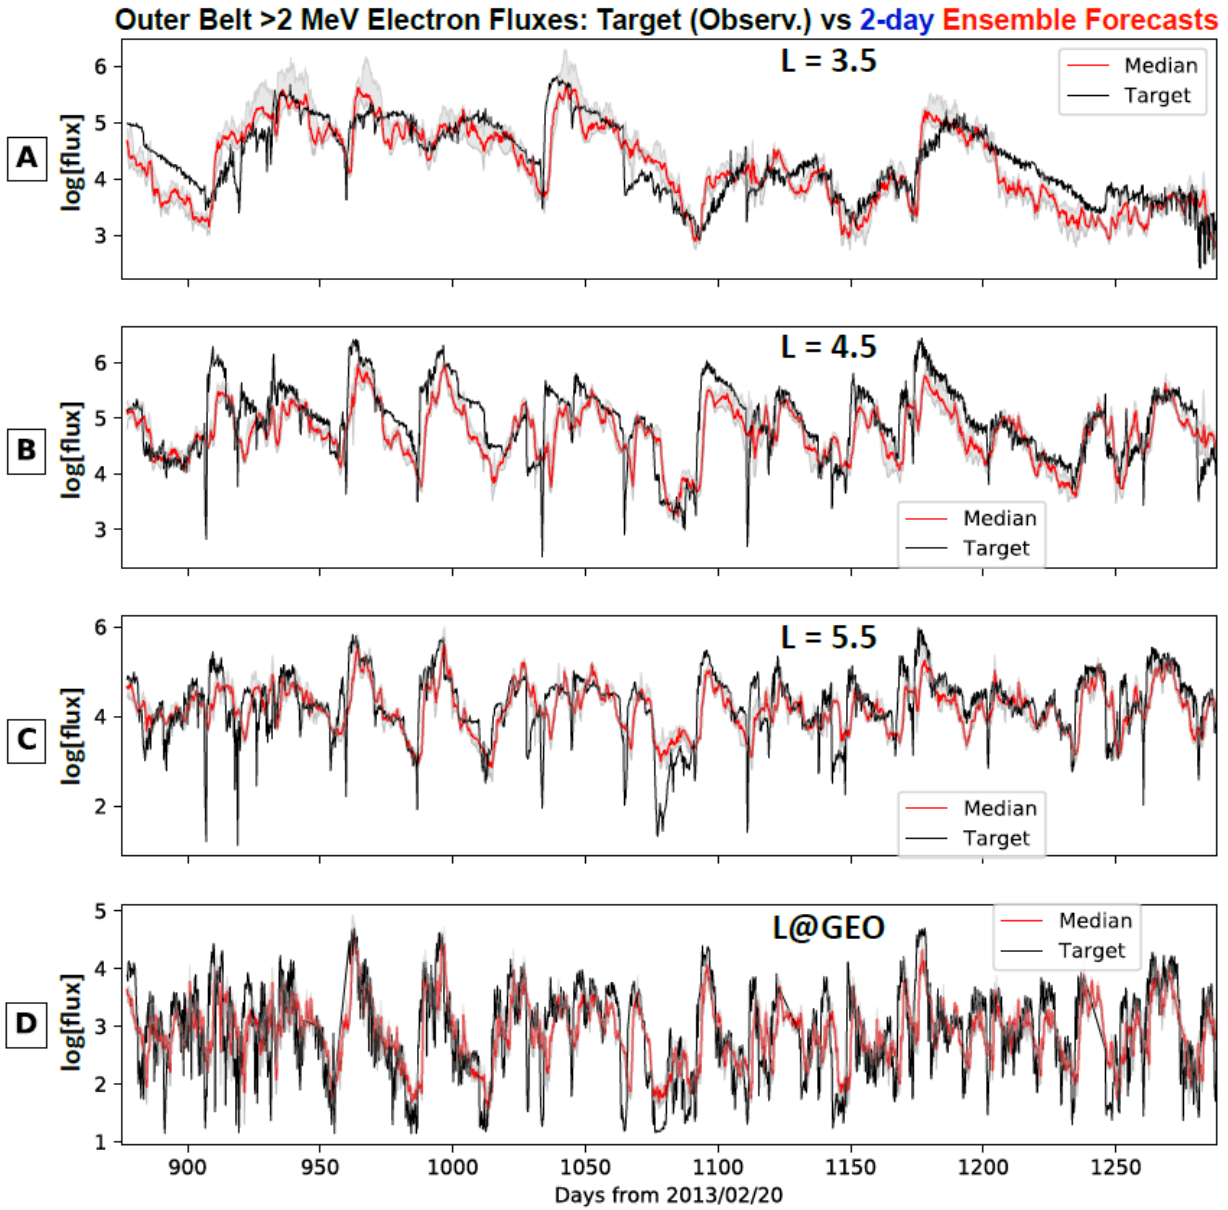 Outer Belt >2 MeV Electron Fluxes: Target (Observ.) vs 2-day Ensemble Forecasts
A
log[flux]
6
5
4
3
L = 3.5
Median
Target
B
log[flux]
6
5
4
3
L = 4.5
Median
Target
C
log[flux]
6
4
2
L = 5.5
Median
Target
D
log[flux]
5
4
3
2
1
L@GEO
Median
Target
900 950 1000 1050 1100 1150 1200 1250
Days from 2013/02/20